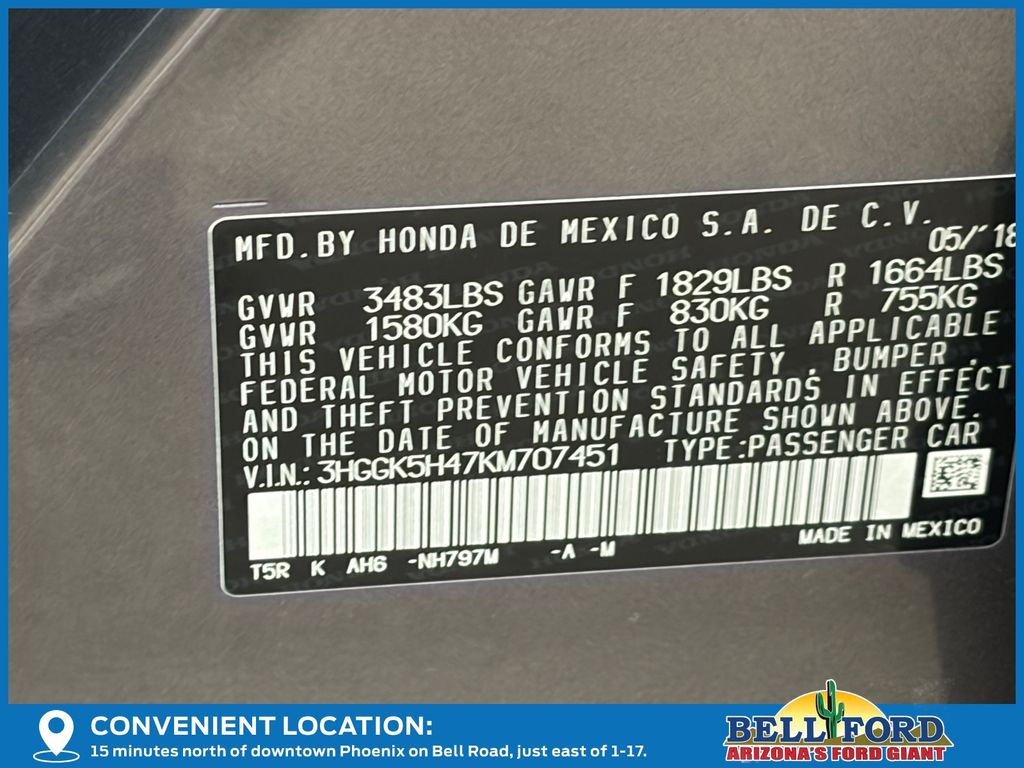 MFD.BY HONDA DE MEXICO S.A. DE C.V.
05/'18
GVWR 3483LBS GAWR F 1829LBS R 1664LBS
GVWR 1580KG GAWR F 830KG R 755KG
THIS VEHICLE CONFORMS TO ALL APPLICABLE
FEDERAL MOTOR VEHICLE SAFETY , BUMPER ,
AND THEFT PREVENTION STANDARDS IN EFFECT
ON THE DATE OF MANUFACTURE SHOWN ABOVE.
V.I.N.: 3HGGK5H47KM707451 TYPE:PASSENGER CAR
T5R K AH6 -NH797M -A -M MADE IN MEXICO
CONVENIENT LOCATION:
15 minutes north of downtown Phoenix on Bell Road, just east of 1-17.
BELL FORD
ARIZONA'S FORD GIANT